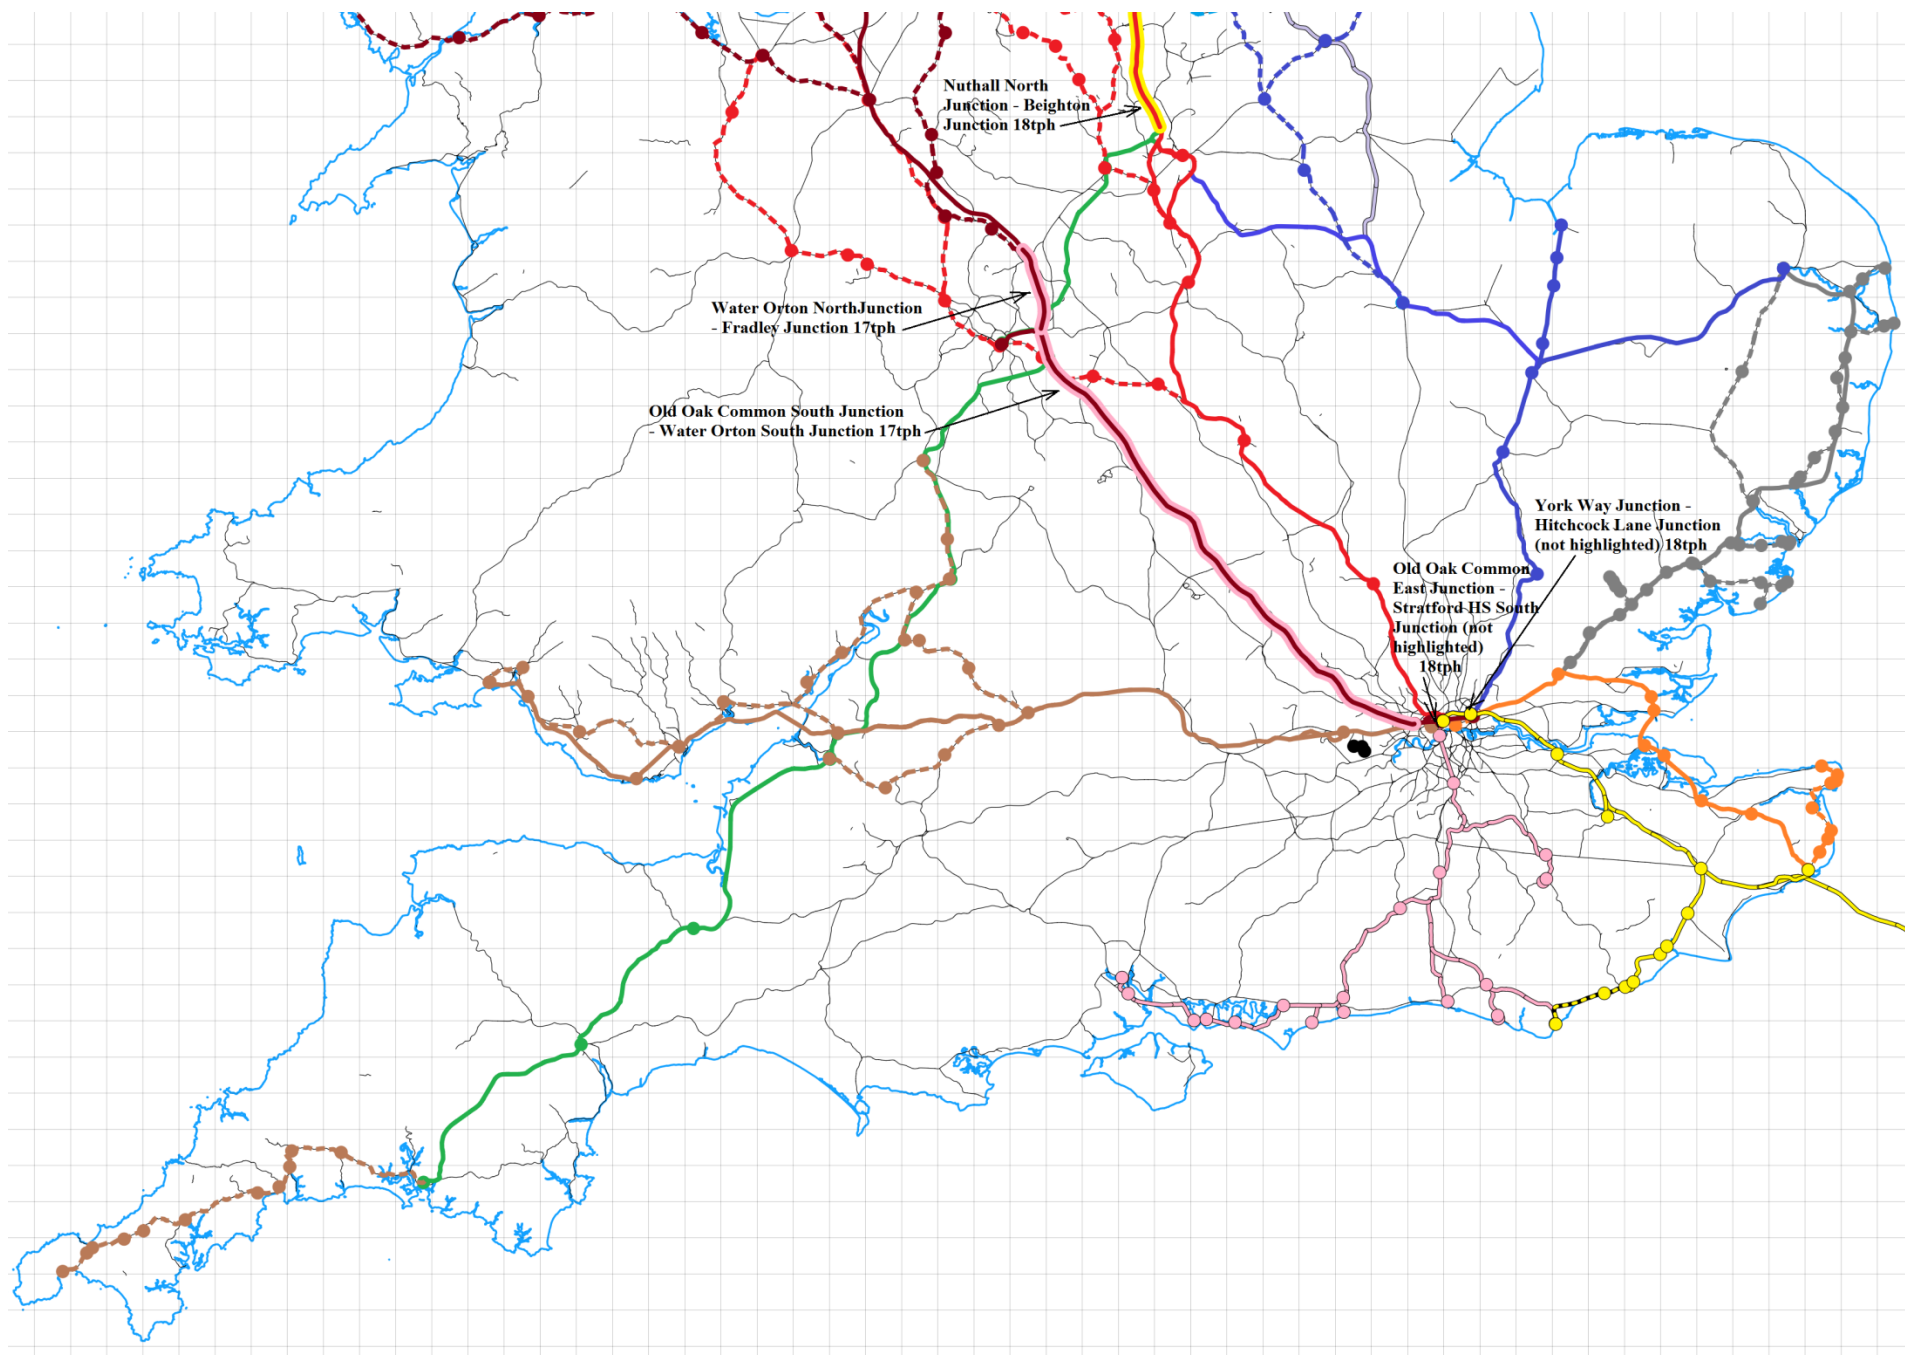 Nuthall North
Junction - Beighton
Junction 18tph
Water Orton NorthJunction
- Fradley Junction 17tph
Old Oak Common South Junction
- Water Orton South Junction 17tph
York Way Junction -
Hitchcock Lane Junction
(not highlighted) 18tph
Old Oak Common
East Junction -
Stratford HS South
Junction (not
highlighted)
18tph